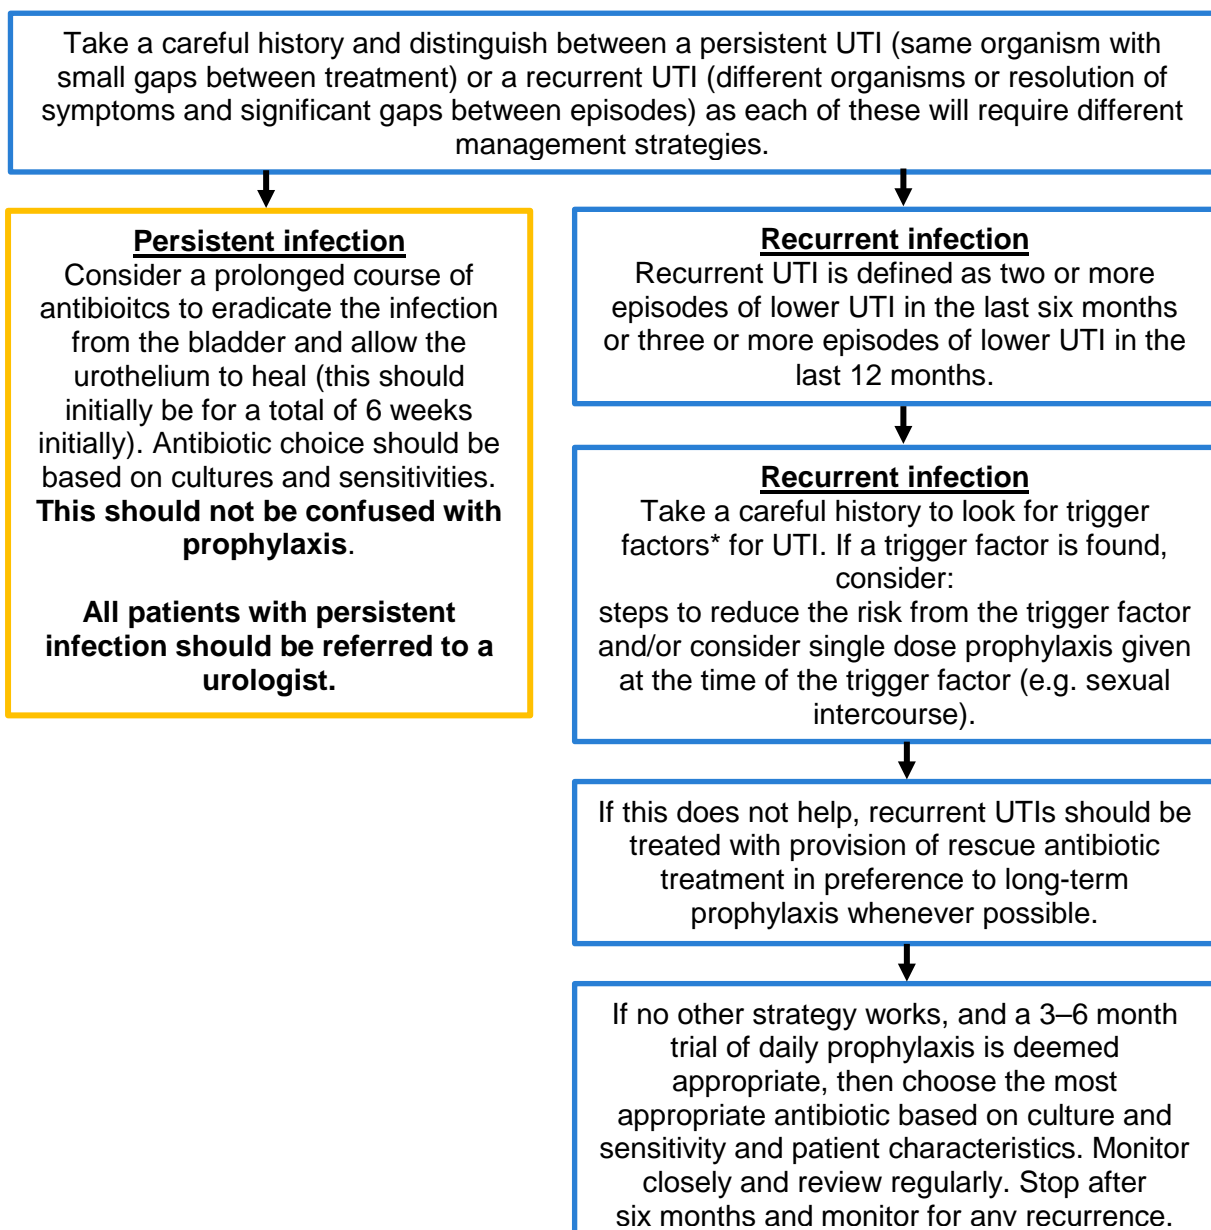 Take a careful history and distinguish between a persistent UTI (same organism with
small gaps between treatment) or a recurrent UTI (different organisms or resolution of
symptoms and significant gaps between episodes) as each of these will require different
management strategies.
Persistent infection
Consider a prolonged course of
antibioitcs to eradicate the infection
from the bladder and allow the
urothelium to heal (this should
initially be for a total of 6 weeks
initially). Antibiotic choice should be
based on cultures and sensitivities.
This should not be confused with
prophylaxis.
All patients with persistent
infection should be referred to a
urologist.
Recurrent infection
Recurrent UTI is defined as two or more
episodes of lower UTI in the last six months
or three or more episodes of lower UTI in the
last 12 months.
Recurrent infection
Take a careful history to look for trigger
factors* for UTI. If a trigger factor is found,
consider:
steps to reduce the risk from the trigger factor
and/or consider single dose prophylaxis given
at the time of the trigger factor (e.g. sexual
intercourse).
If this does not help, recurrent UTIs should be
treated with provision of rescue antibiotic
treatment in preference to long-term
prophylaxis whenever possible.
If no other strategy works, and a 3–6 month
trial of daily prophylaxis is deemed
appropriate, then choose the most
appropriate antibiotic based on culture and
sensitivity and patient characteristics. Monitor
closely and review regularly. Stop after
six months and monitor for any recurrence.